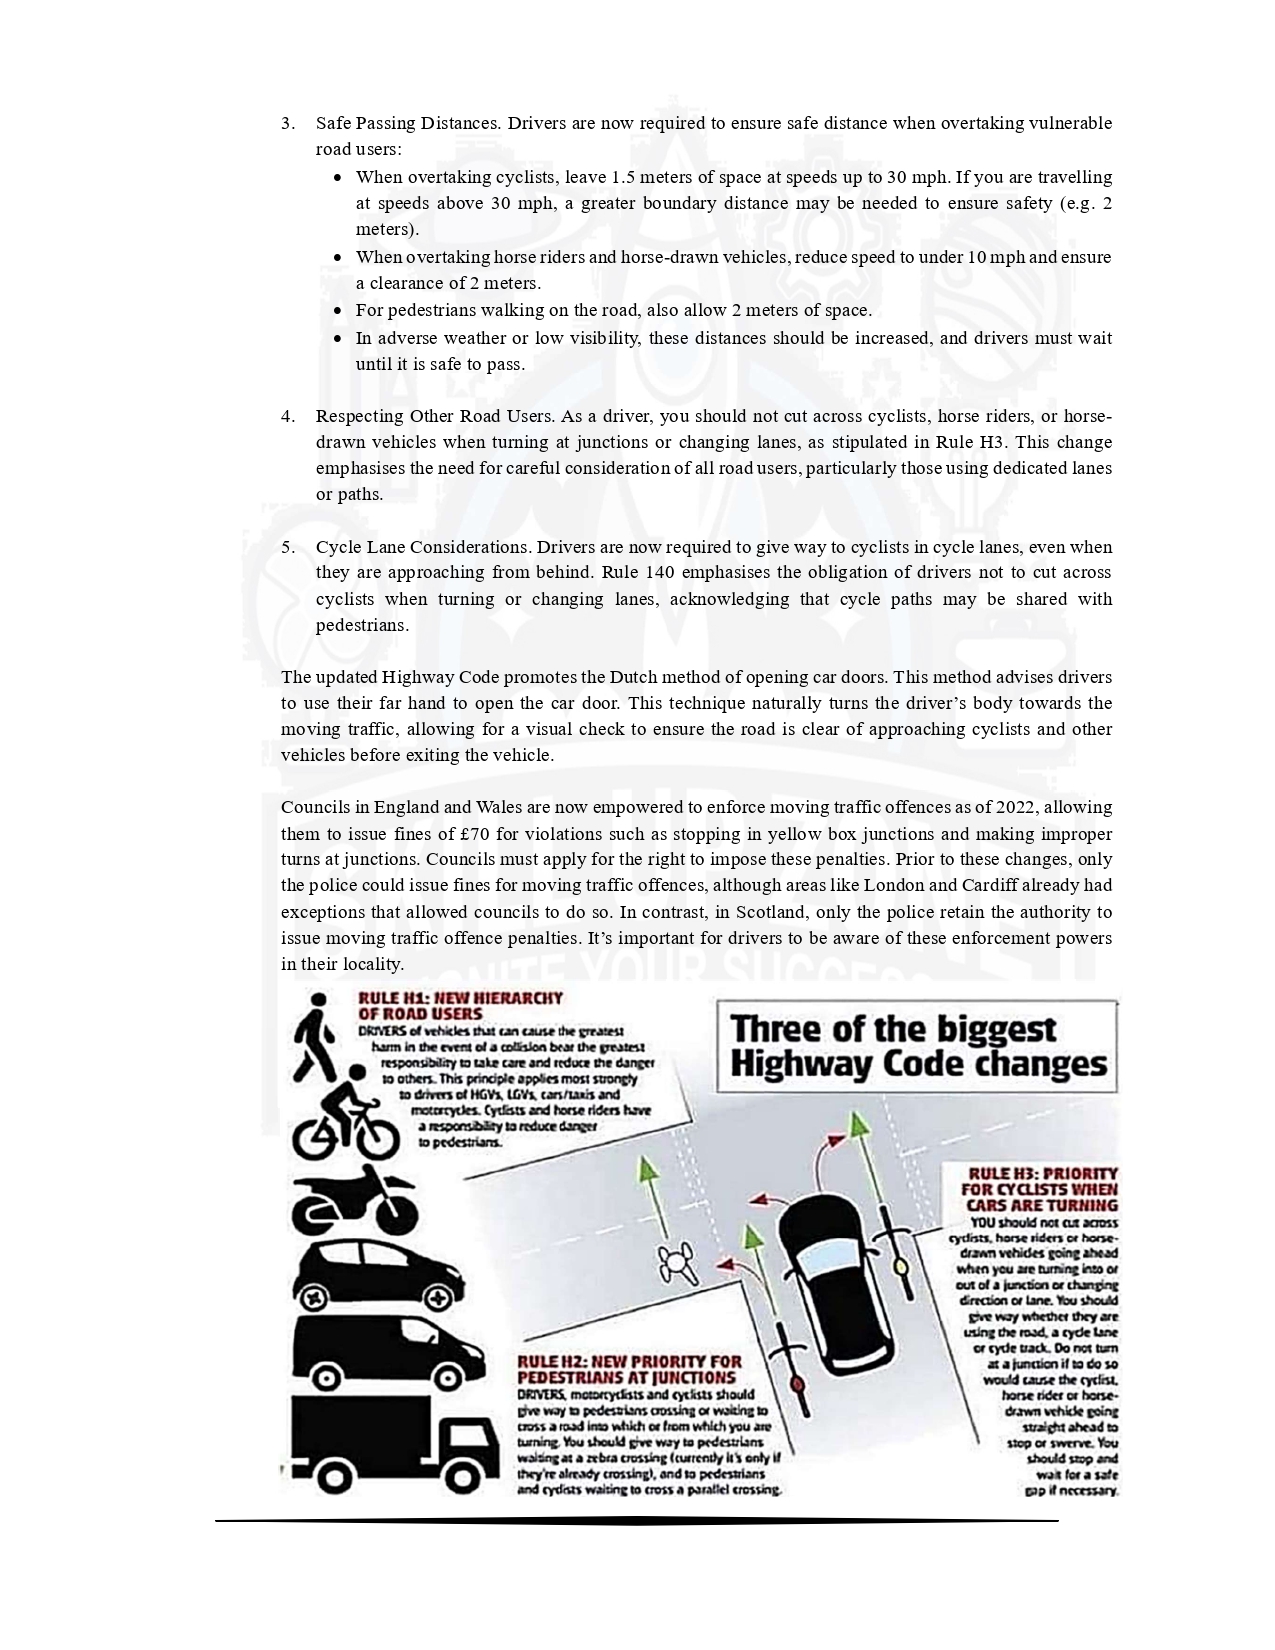 3. Safe Passing Distances. Drivers are now required to ensure safe distance when overtaking vulnerable
road users:
• When overtaking cyclists, leave 1.5 meters of space at speeds up to 30 mph. If you are travelling
at speeds above 30 mph, a greater boundary distance may be needed to ensure safety (e.g. 2
meters).
• When overtaking horse riders and horse-drawn vehicles, reduce speed to under 10 mph and ensure
a clearance of 2 meters.
• For pedestrians walking on the road, also allow 2 meters of space.
• In adverse weather or low visibility, these distances should be increased, and drivers must wait
until it is safe to pass.
4. Respecting Other Road Users. As a driver, you should not cut across cyclists, horse riders, or horse-
drawn vehicles when turning at junctions or changing lanes, as stipulated in Rule H3. This change
emphasises the need for careful consideration of all road users, particularly those using dedicated lanes
or paths.
5. Cycle Lane Considerations. Drivers are now required to give way to cyclists in cycle lanes, even when
they are approaching from behind. Rule 140 emphasises the obligation of drivers not to cut across
cyclists when turning or changing lanes, acknowledging that cycle paths may be shared with
pedestrians.
The updated Highway Code promotes the Dutch method of opening car doors. This method advises drivers
to use their far hand to open the car door. This technique naturally turns the driver's body towards the
moving traffic, allowing for a visual check to ensure the road is clear of approaching cyclists and other
vehicles before exiting the vehicle.
Councils in England and Wales are now empowered to enforce moving traffic offences as of 2022, allowing
them to issue fines of £70 for violations such as stopping in yellow box junctions and making improper
turns at junctions. Councils must apply for the right to impose these penalties. Prior to these changes, only
the police could issue fines for moving traffic offences, although areas like London and Cardiff already had
exceptions that allowed councils to do so. In contrast, in Scotland, only the police retain the authority to
issue moving traffic offence penalties. It's important for drivers to be aware of these enforcement powers
in their locality.
RULE H1: NEW HIERARCHY
OF ROAD USERS
DRIVERS of vehicles that can cause the greatest
harm in the event of a collision bear the greatest
responsibility to take care and reduce the danger
to others. This principle applies most strongly
to drivers of HGVs, LGVs, cars/taxis and
motorcycles. Cyclists and horse riders have
a responsibility to reduce danger
to pedestrians.
Three of the biggest
Highway Code changes
RULE H3: PRIORITY
FOR CYCLISTS WHEN
CARS ARE TURNING
YOU should not cut across
cyclists, horse riders or horse-
drawn vehicles going ahead
when you are turning into or
out of a junction or changing
direction or lane. You should
give way whether they are
using the road, a cycle lane
or cycle track. Do not turn
at a junction if to do so
would cause the cyclist,
horse rider or horse-
drawn vehicle going
straight ahead to
stop or swerve. You
should stop and
wait for a safe
gap if necessary.
RULE H2: NEW PRIORITY FOR
PEDESTRIANS AT JUNCTIONS
DRIVERS, motorcyclists and cyclists should
give way to pedestrians crossing or waiting to
cross a road into which or from which you are
turning. You should give way to pedestrians
waiting at a zebra crossing (currently it's only if
they're already crossing), and to pedestrians
and cyclists waiting to cross a parallel crossing.